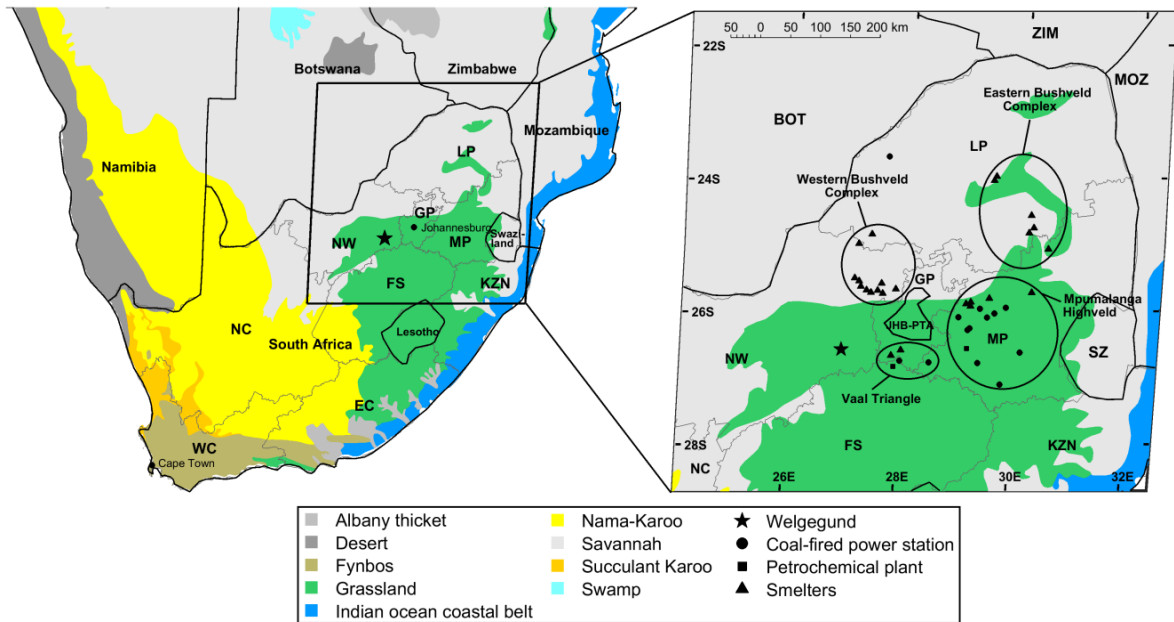 Botswana
Zimbabwe
Mozambique
Namibia
LP
GP
Johannesburg
Swazi-
land
NW
MP
FS
KZN
NC
South Africa
Lesotho
EC
WC
Cape Town
50 0 50 100 150 200 km
22S
24S
26S
28S
ZIM
MOZ
BOT
Eastern Bushveld
Complex
LP
Western Bushveld
Complex
GP
JHB-PTA
Mpumalanga
Highveld
MP
SZ
NW
Vaal Triangle
FS
KZN
NC
26E
28E
30E
32E
Albany thicket
Desert
Fynbos
Grassland
Indian ocean coastal belt
Nama-Karoo
Savannah
Succulant Karoo
Swamp
Welgegund
Coal-fired power station
Petrochemical plant
Smelters